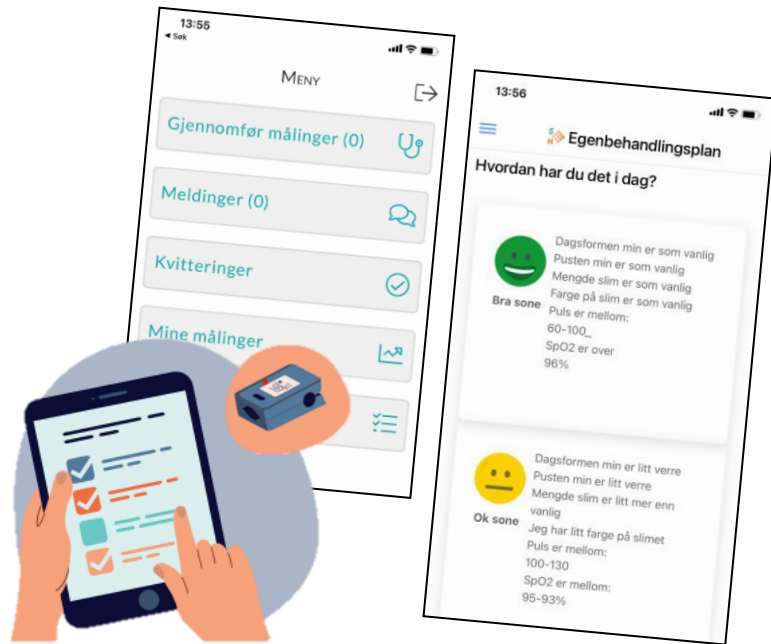 13:55
Søk
MENY
Gjennomfør målinger (0)
Meldinger (0)
Kvitteringer
Mine målinger
13:56
S
H
Egenbehandlingsplan
Hvordan har du det i dag?
Dagsformen min er som vanlig
Pusten min er som vanlig
Mengde slim er som vanlig
Farge på slim er som vanlig
Puls er mellom:
60-100_
SpO2 er over
96%
Bra sone
Dagsformen min er litt verre
Pusten min er litt verre
Mengde slim er litt mer enn
vanlig
Jeg har litt farge på slimet
Puls er mellom:
100-130
SpO2 er mellom:
95-93%
Ok sone